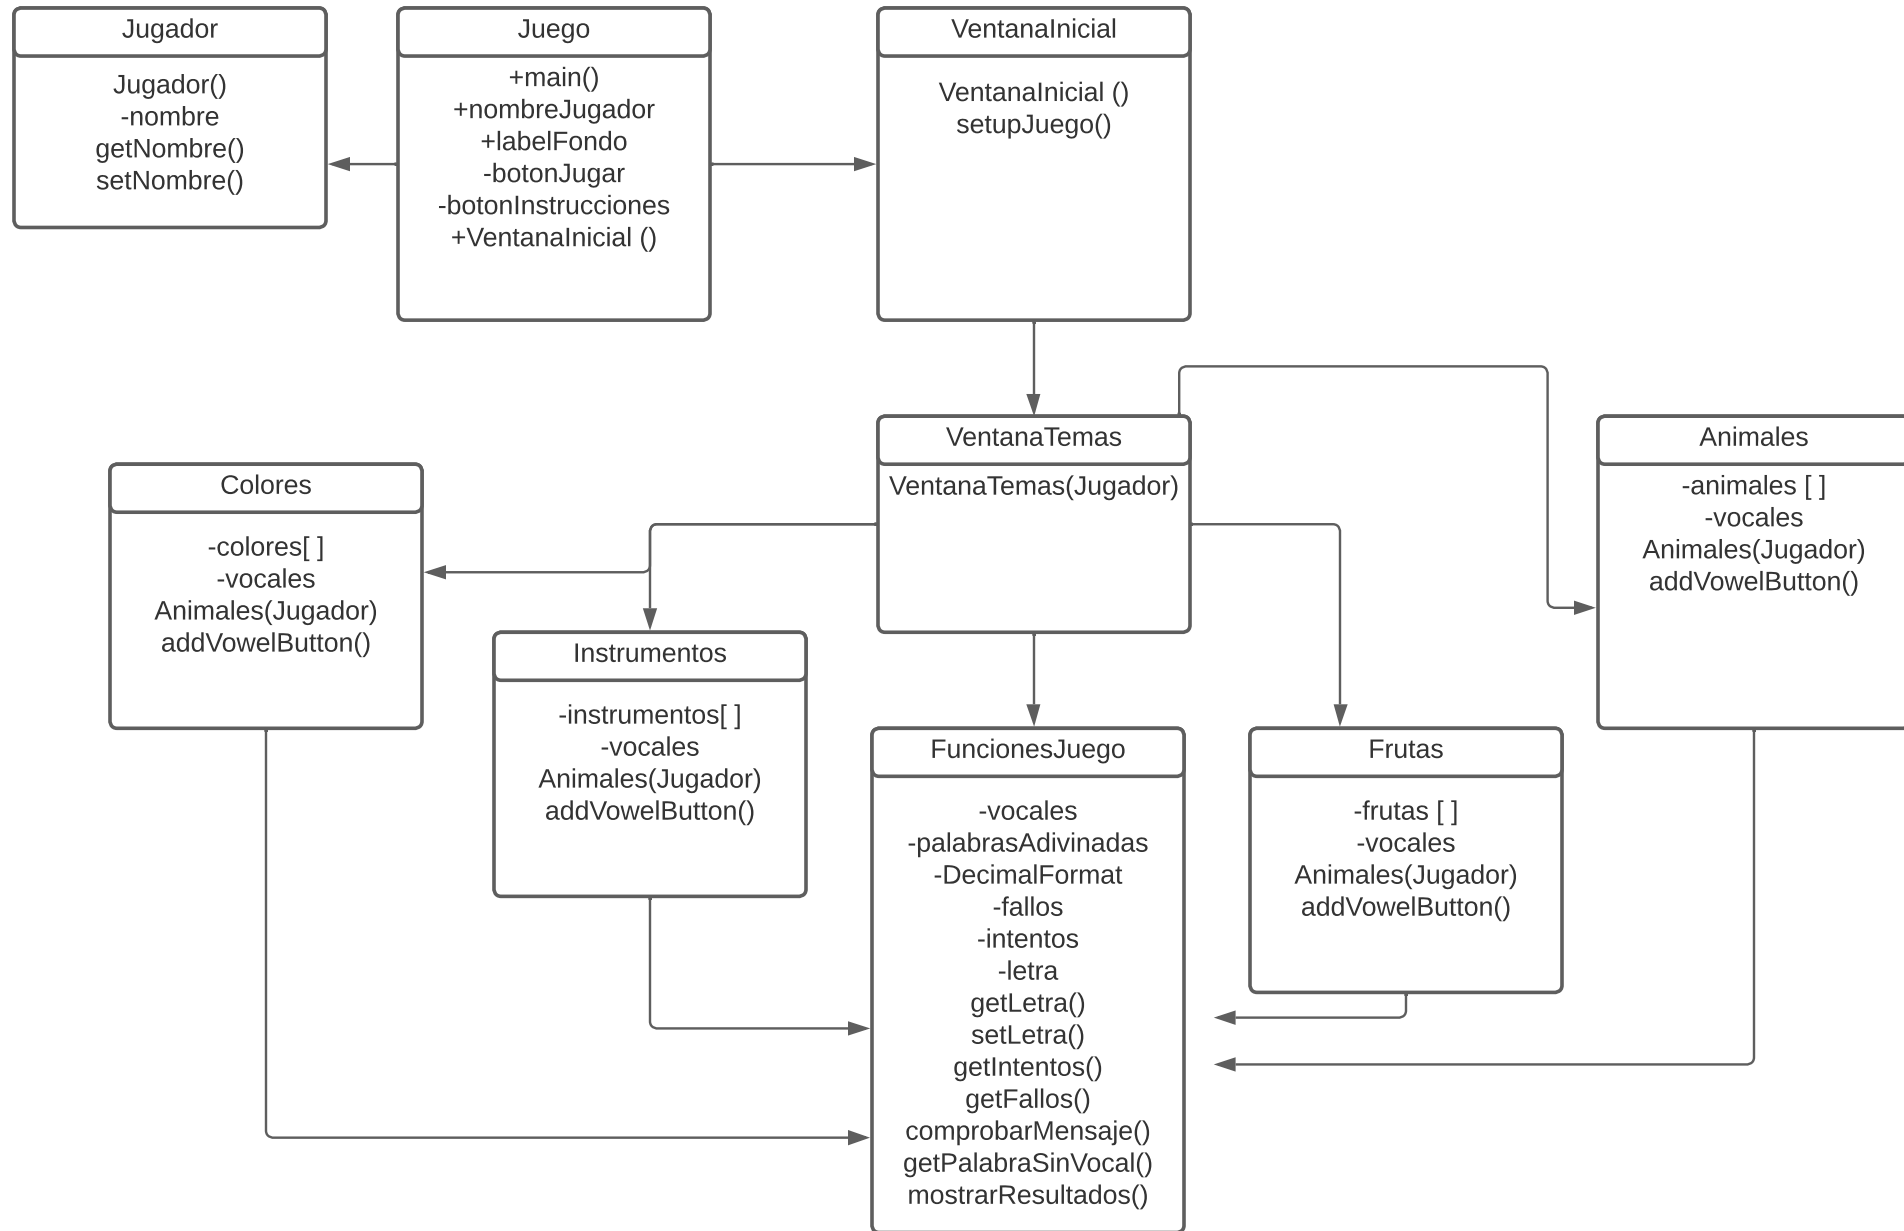 Jugador
Jugador()
-nombre
getNombre()
setNombre()
Juego
+main()
+nombreJugador
+labelFondo
-botonJugar
-botonInstrucciones
+VentanaInicial ()
VentanaInicial
VentanaInicial ()
setupJuego()
VentanaTemas
VentanaTemas(Jugador)
Animales
-animales [ ]
-vocales
Animales(Jugador)
addVowelButton()
Colores
-colores[ ]
-vocales
Animales(Jugador)
addVowelButton()
Instrumentos
-instrumentos[ ]
-vocales
Animales(Jugador)
addVowelButton()
FuncionesJuego
-vocales
-palabrasAdivinadas
-DecimalFormat
-fallos
-intentos
-letra
getLetra()
setLetra()
getIntentos()
getFallos()
comprobarMensaje()
getPalabraSinVocal()
mostrarResultados()
Frutas
-frutas [ ]
-vocales
Animales(Jugador)
addVowelButton()